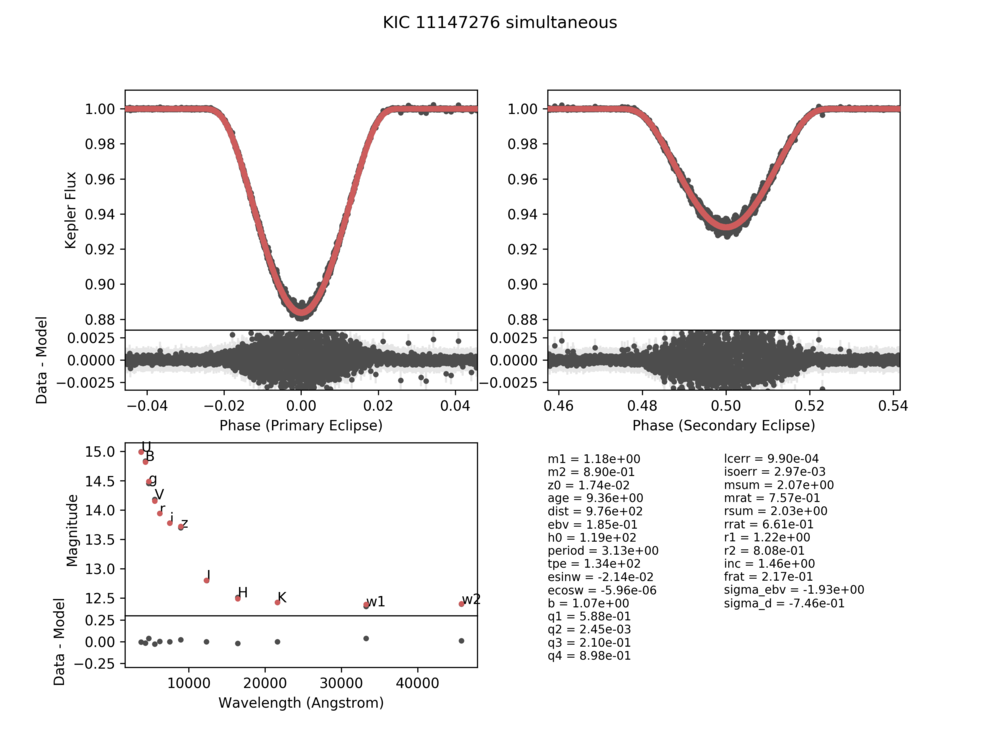 KIC 11147276 simultaneous
Kepler Flux
1.00
0.98
0.96
0.94
0.92
0.90
0.88
1.00
0.98
0.96
0.94
0.92
0.90
0.88
Data - Model
0.0025
0.0000
−0.0025
0.0025
0.0000
−0.0025
−0.04 −0.02 0.00 0.02 0.04
0.46 0.48 0.50 0.52 0.54
Phase (Primary Eclipse)
Phase (Secondary Eclipse)
Magnitude
15.0
14.5
14.0
13.5
13.0
12.5
U
B
g
V
r
i
z
J
H
K
w1
w2
Data - Model
0.25
0.00
−0.25
10000 20000 30000 40000
Wavelength (Angstrom)
m1 = 1.18e+00
m2 = 8.90e-01
z0 = 1.74e-02
age = 9.36e+00
dist = 9.76e+02
ebv = 1.85e-01
h0 = 1.19e+02
period = 3.13e+00
tpe = 1.34e+02
esinw = -2.14e-02
ecosw = -5.96e-06
b = 1.07e+00
q1 = 5.88e-01
q2 = 2.45e-03
q3 = 2.10e-01
q4 = 8.98e-01
lcerr = 9.90e-04
isoerr = 2.97e-03
msum = 2.07e+00
mrat = 7.57e-01
rsum = 2.03e+00
rrat = 6.61e-01
r1 = 1.22e+00
r2 = 8.08e-01
inc = 1.46e+00
frat = 2.17e-01
sigma_ebv = -1.93e+00
sigma_d = -7.46e-01